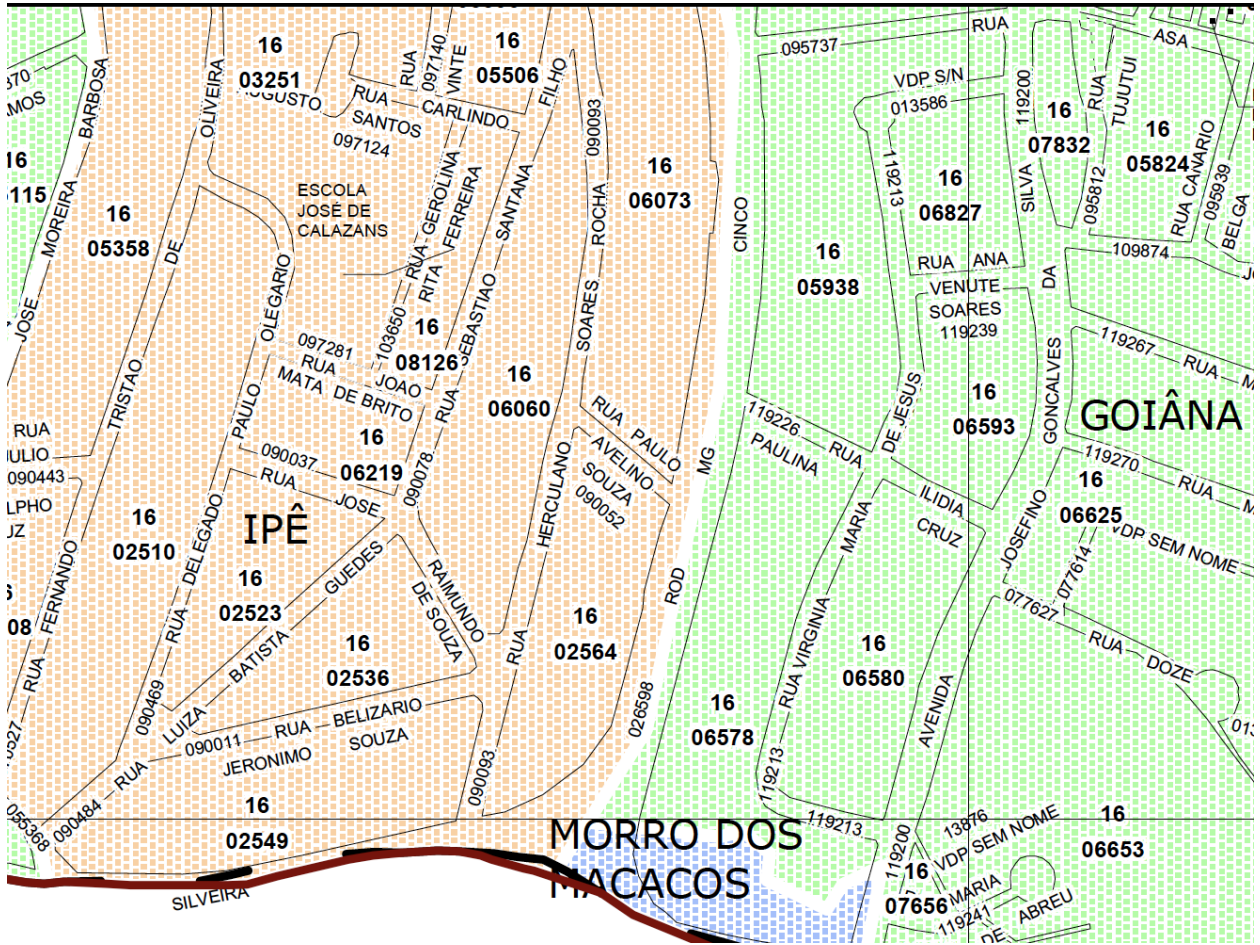 16
03251
16
05506
RUA
097140
VINTE
FILHO
OLIVEIRA
BARBOSA
MOREIRA
JOSE
AUGUSTO
RUA
SANTOS
097124
CARLINDO
16
16
05358
ESCOLA
JOSÉ DE
CALAZANS
RUA GEROLINA
RITA FERREIRA
SANTANA
SEBASTIAO
RUA
090078
090093
ROCHA
SOARES
HERCULANO
RUA
090093
16
06073
DE
TRISTAO
FERNANDO
RUA
OLEGARIO
PAULO
DELEGADO
RUA
090469
103650
16
08126
097281
RUA JOAO
MATA DE BRITO
16
06060
RUA
090443
16
06219
090037
RUA JOSE
IPÊ
16
02510
16
02523
RUA PAULO
AVELINO
SOUZA
090052
LUIZA BATISTA GUEDES
RAIMUNDO
DE SOUZA
16
02536
16
02564
090011 RUA BELIZARIO
JERONIMO SOUZA
RUA
090484
055368
16
02549
SILVEIRA
MORRO DOS
MACACOS
CINCO
MG
ROD
026598
095737
RUA
VDP S/N
013586
119200
SILVA
DA
GONCALVES
JOSEFINO
AVENIDA
119200
16
07832
RUA
TUJUTUI
095812
ASA
16
05824
RUA CANARIO
095939
BELGA
109874
119213
16
06827
16
05938
RUA ANA
VENUTE
SOARES
119239
119267 RUA
16
06593
GOIÂNA
DE JESUS
MARIA
RUA VIRGINIA
119213
119226 RUA
PAULINA
ILIDIA
CRUZ
119270
RUA
16
06625
VDP SEM NOME
077614
077627
RUA DOZE
16
06580
16
06578
119213
13876
VDP SEM NOME
16
06653
16
07656
MARIA
119241
DE ABREU